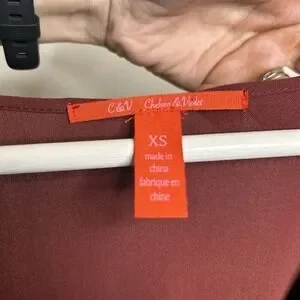 C&V Chelsea & Violet
XS
made in
china
fabriqué en
chine